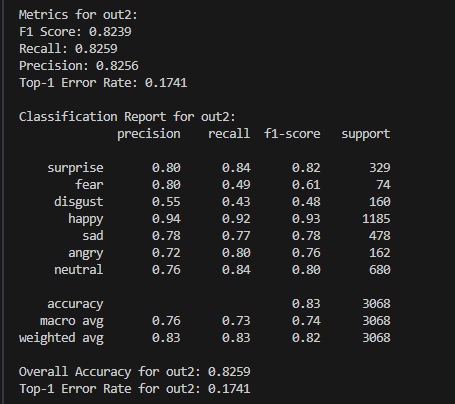 Metrics for out2:
F1 Score: 0.8239
Recall: 0.8259
Precision: 0.8256
Top-1 Error Rate: 0.1741
Classification Report for out2:
precision recall f1-score support
surprise 0.80 0.84 0.82 329
fear 0.80 0.49 0.61 74
disgust 0.55 0.43 0.48 160
happy 0.94 0.92 0.93 1185
sad 0.78 0.77 0.78 478
angry 0.72 0.80 0.76 162
neutral 0.76 0.84 0.80 680
accuracy 0.83 3068
macro avg 0.76 0.73 0.74 3068
weighted avg 0.83 0.83 0.82 3068
Overall Accuracy for out2: 0.8259
Top-1 Error Rate for out2: 0.1741